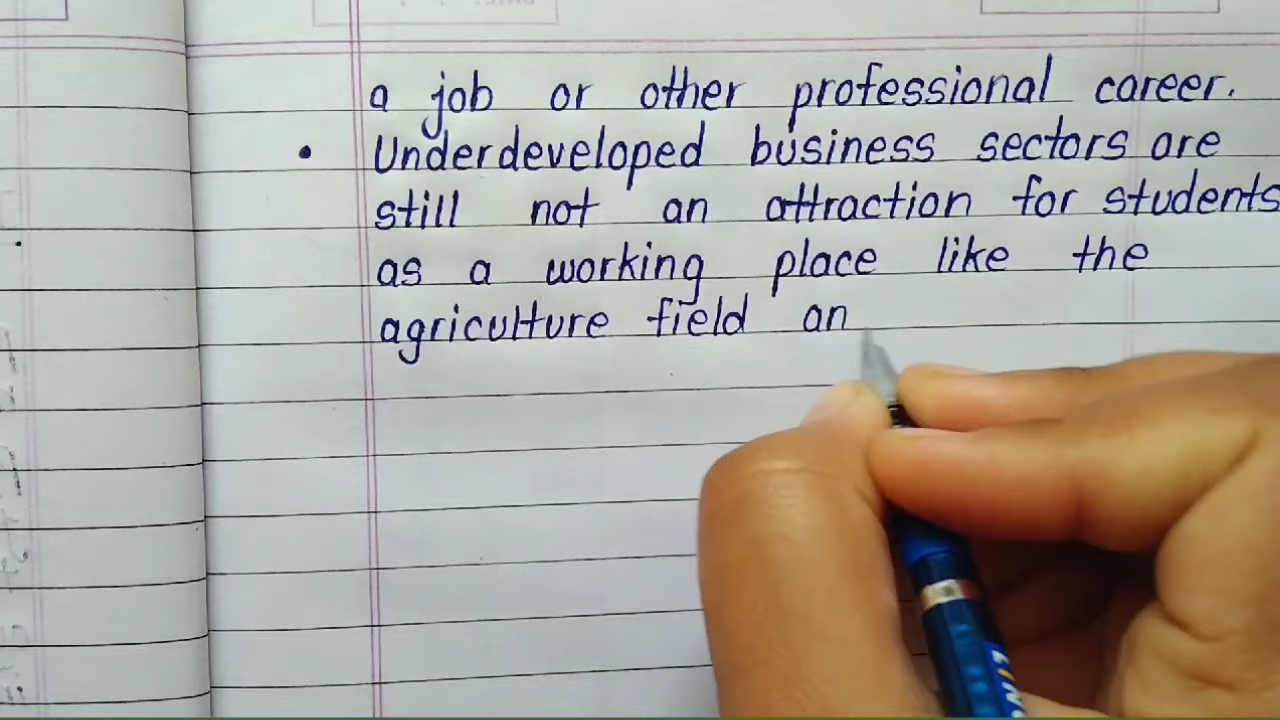 a job or other professional career.
• Underdeveloped business sectors are
still not an attraction for students
as a working place like the
agriculture field an